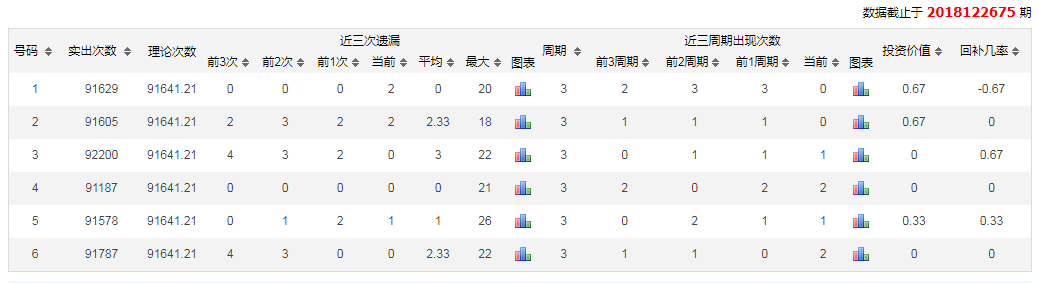 数据截止于 2018122675 期
近三次遗漏 近三周期出现次数
号码 实出次数 理论次数 前3次 前2次 前1次 当前 平均 最大 图表 周期 前3周期 前2周期 前1周期 当前 图表 投资价值 回补几率
1 91629 91641.21 0 0 0 2 0 20 3 2 3 3 0 0.67 -0.67
2 91605 91641.21 2 3 2 2 2.33 18 3 1 1 1 0 0.67 0
3 92200 91641.21 4 3 2 0 3 22 3 0 1 1 1 0 0.67
4 91187 91641.21 0 0 0 0 0 21 3 2 0 2 2 0 0
5 91578 91641.21 0 1 2 1 1 26 3 0 2 1 1 0.33 0.33
6 91787 91641.21 4 3 0 0 2.33 22 3 1 1 0 2 0 0